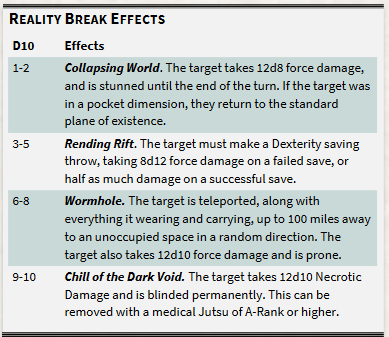 Reality Break Effects
D10 Effects
1-2 Collapsing World. The target takes 12d8 force damage,
and is stunned until the end of the turn. If the target was
in a pocket dimension, they return to the standard
plane of existence.
3-5 Rending Rift. The target must make a Dexterity saving
throw, taking 8d12 force damage on a failed save, or
half as much damage on a successful save.
6-8 Wormhole. The target is teleported, along with
everything it wearing and carrying, up to 100 miles away
to an unoccupied space in a random direction. The
target also takes 12d10 force damage and is prone.
9-10 Chill of the Dark Void. The target takes 12d10 Necrotic
Damage and is blinded permanently. This can be
removed with a medical Jutsu of A-Rank or higher.